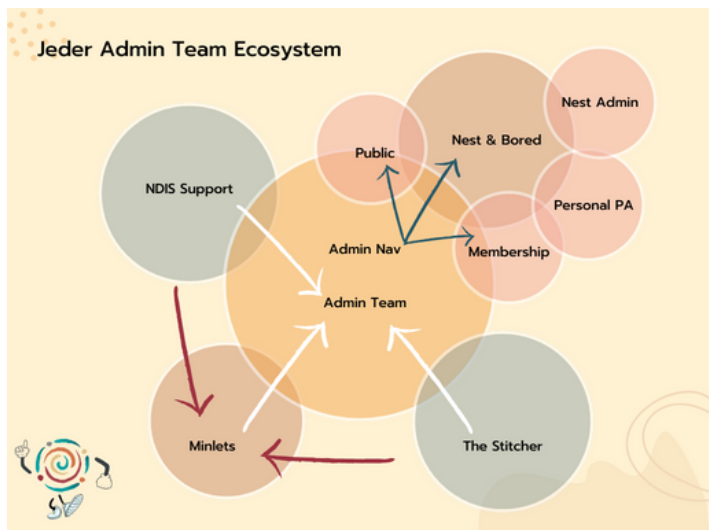 Jeder Admin Team Ecosystem
Nest Admin
Nest & Bored
Public
NDIS Support
Personal PA
Admin Nav
Membership
Admin Team
Minlets
The Stitcher